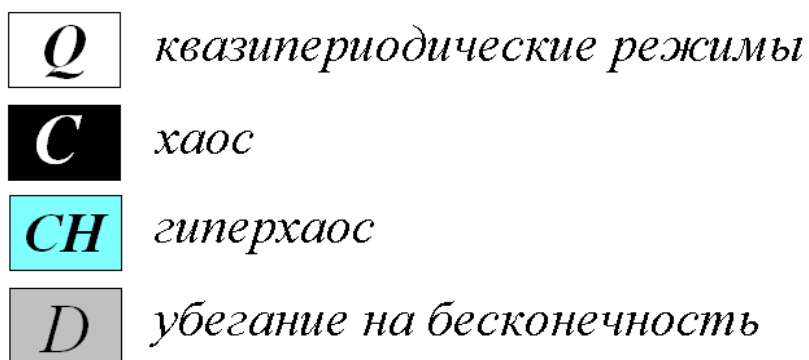 Q квазипериодические режимы
C хаос
CH гиперхаос
D убегание на бесконечность